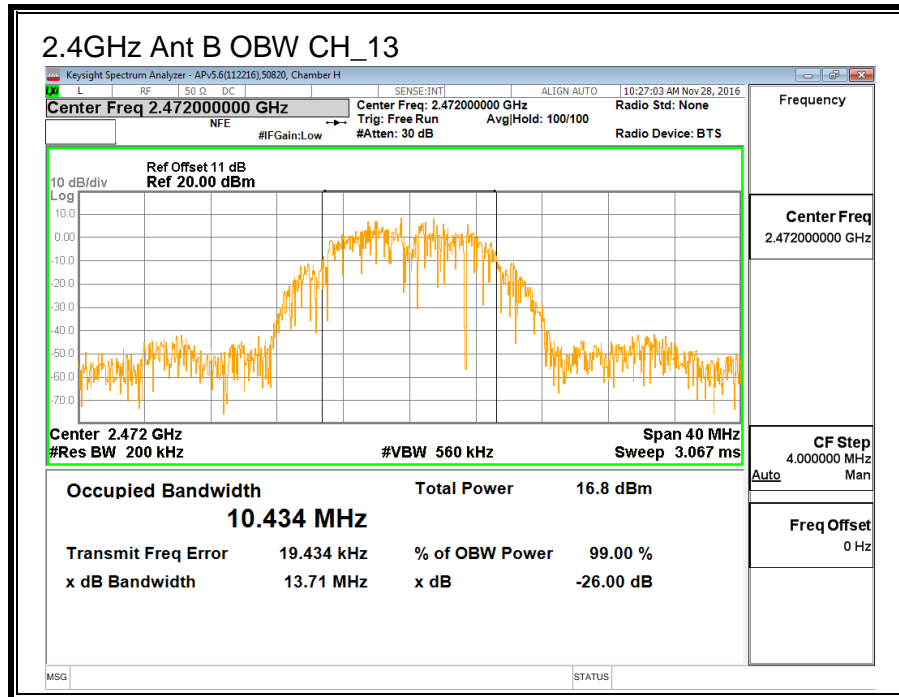 2.4GHz Ant B OBW CH_13
Keysight Spectrum Analyzer - APv5.6(112216),50820, Chamber H
LXI L RF 50 Ω DC SENSE:INT ALIGN AUTO 10:27:03 AM Nov 28, 2016
Center Freq 2.472000000 GHz
NFE
#IFGain:Low
Center Freq: 2.472000000 GHz
Trig: Free Run Avg|Hold: 100/100
#Atten: 30 dB
Radio Std: None
Radio Device: BTS
Ref Offset 11 dB
10 dB/div Ref 20.00 dBm
Log
10.0
0.00
-10.0
-20.0
-30.0
-40.0
-50.0
-60.0
-70.0
Center 2.472 GHz Span 40 MHz
#Res BW 200 kHz #VBW 560 kHz Sweep 3.067 ms
Occupied Bandwidth Total Power 16.8 dBm
10.434 MHz
Transmit Freq Error 19.434 kHz % of OBW Power 99.00 %
x dB Bandwidth 13.71 MHz x dB -26.00 dB
Frequency
Center Freq
2.472000000 GHz
CF Step
4.000000 MHz
Auto Man
Freq Offset
0 Hz
MSG STATUS